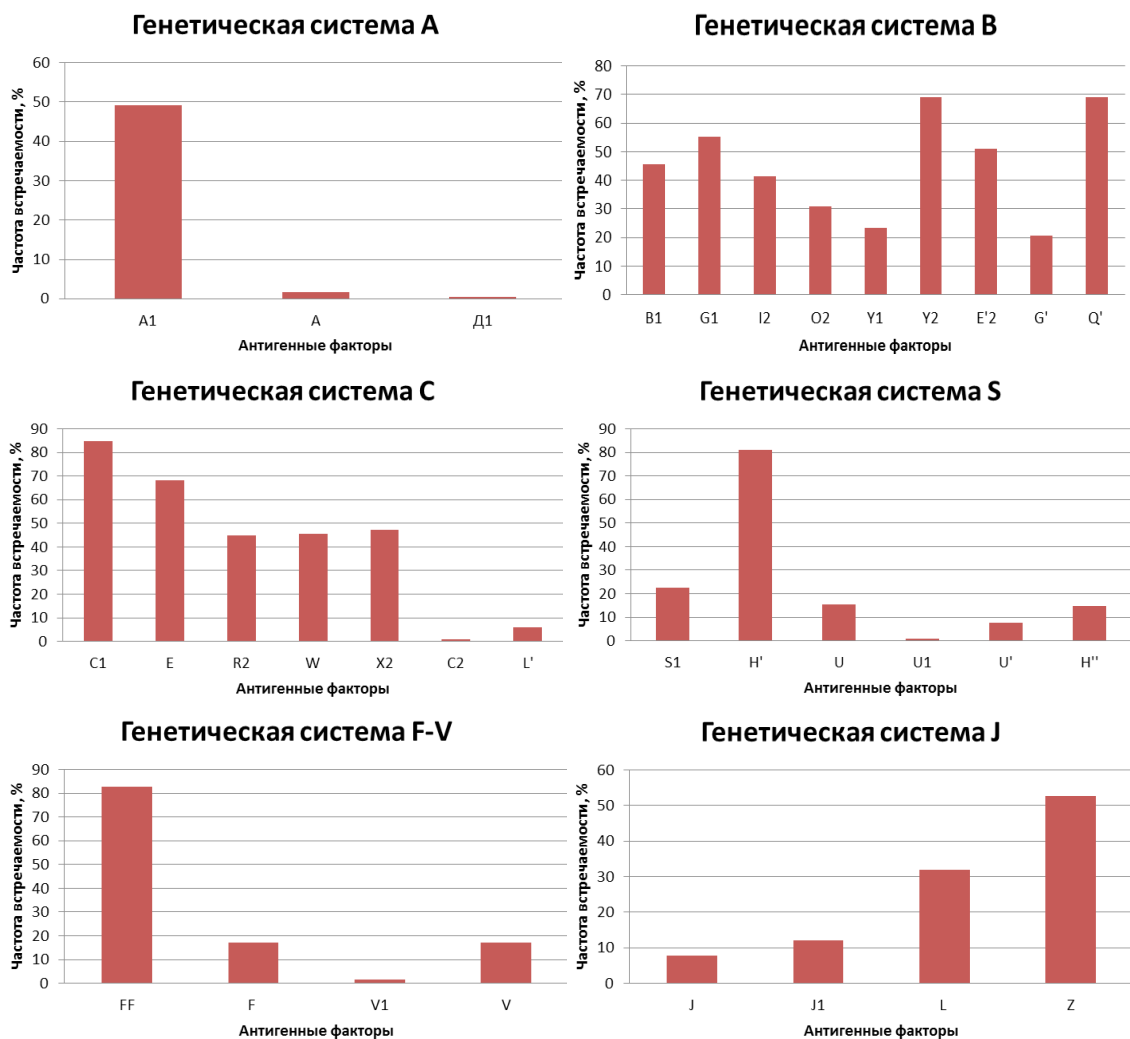 Генетическая система А
Частота встречаемости, %
60
50
40
30
20
10
0
А1 А Д1
Антигенные факторы
Генетическая система В
Частота встречаемости, %
80
70
60
50
40
30
20
10
0
B1 G1 I2 O2 Y1 Y2 E'2 G' Q'
Антигенные факторы
Генетическая система С
Частота встречаемости, %
90
80
70
60
50
40
30
20
10
0
C1 E R2 W X2 C2 L'
Антигенные факторы
Генетическая система S
Частота встречаемости, %
90
80
70
60
50
40
30
20
10
0
S1 H' U U1 U' H''
Антигенные факторы
Генетическая система F-V
Частота встречаемости, %
90
80
70
60
50
40
30
20
10
0
FF F V1 V
Антигенные факторы
Генетическая система J
Частота встречаемости, %
60
50
40
30
20
10
0
J J1 L Z
Антигенные факторы